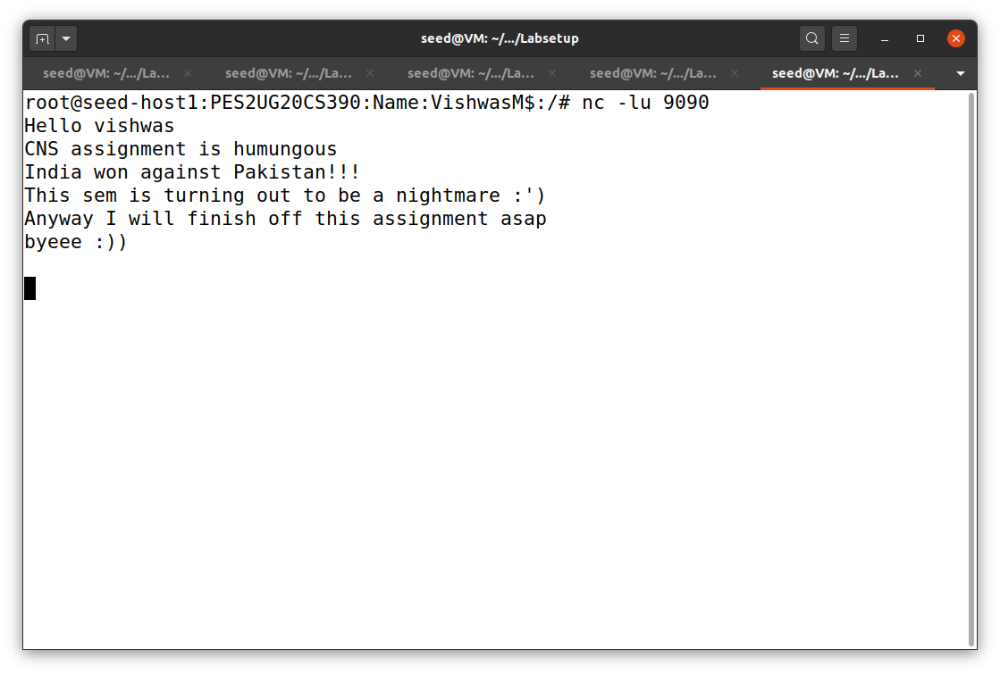 seed@VM: ~/.../Labsetup
seed@VM: ~/.../La... seed@VM: ~/.../La... seed@VM: ~/.../La... seed@VM: ~/.../La... seed@VM: ~/.../La...
root@seed-host1:PES2UG20CS390:Name:VishwasM$:/# nc -lu 9090
Hello vishwas
CNS assignment is humungous
India won against Pakistan!!!
This sem is turning out to be a nightmare :')
Anyway I will finish off this assignment asap
byeee :))